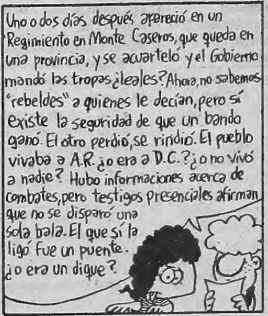 Uno o dos días después apareció en un
Regimiento en Monte Caseros, que queda en
una provincia, y se acuarteló y el Gobierno
mandó las tropas ¿leales? Ahora, no sabemos
"rebeldes" a quienes le decían, pero sí
existe la seguridad de que un bando
ganó. El otro perdió, se rindió. El pueblo
vivaba a A.R. ¿o era a D.C.? ¿o no vivó
a nadie? Hubo informaciones acerca de
combates, pero testigos presenciales afirman
que no se disparó una
sola bala. El que sí la
ligó fue un puente.
¿o era un dique?